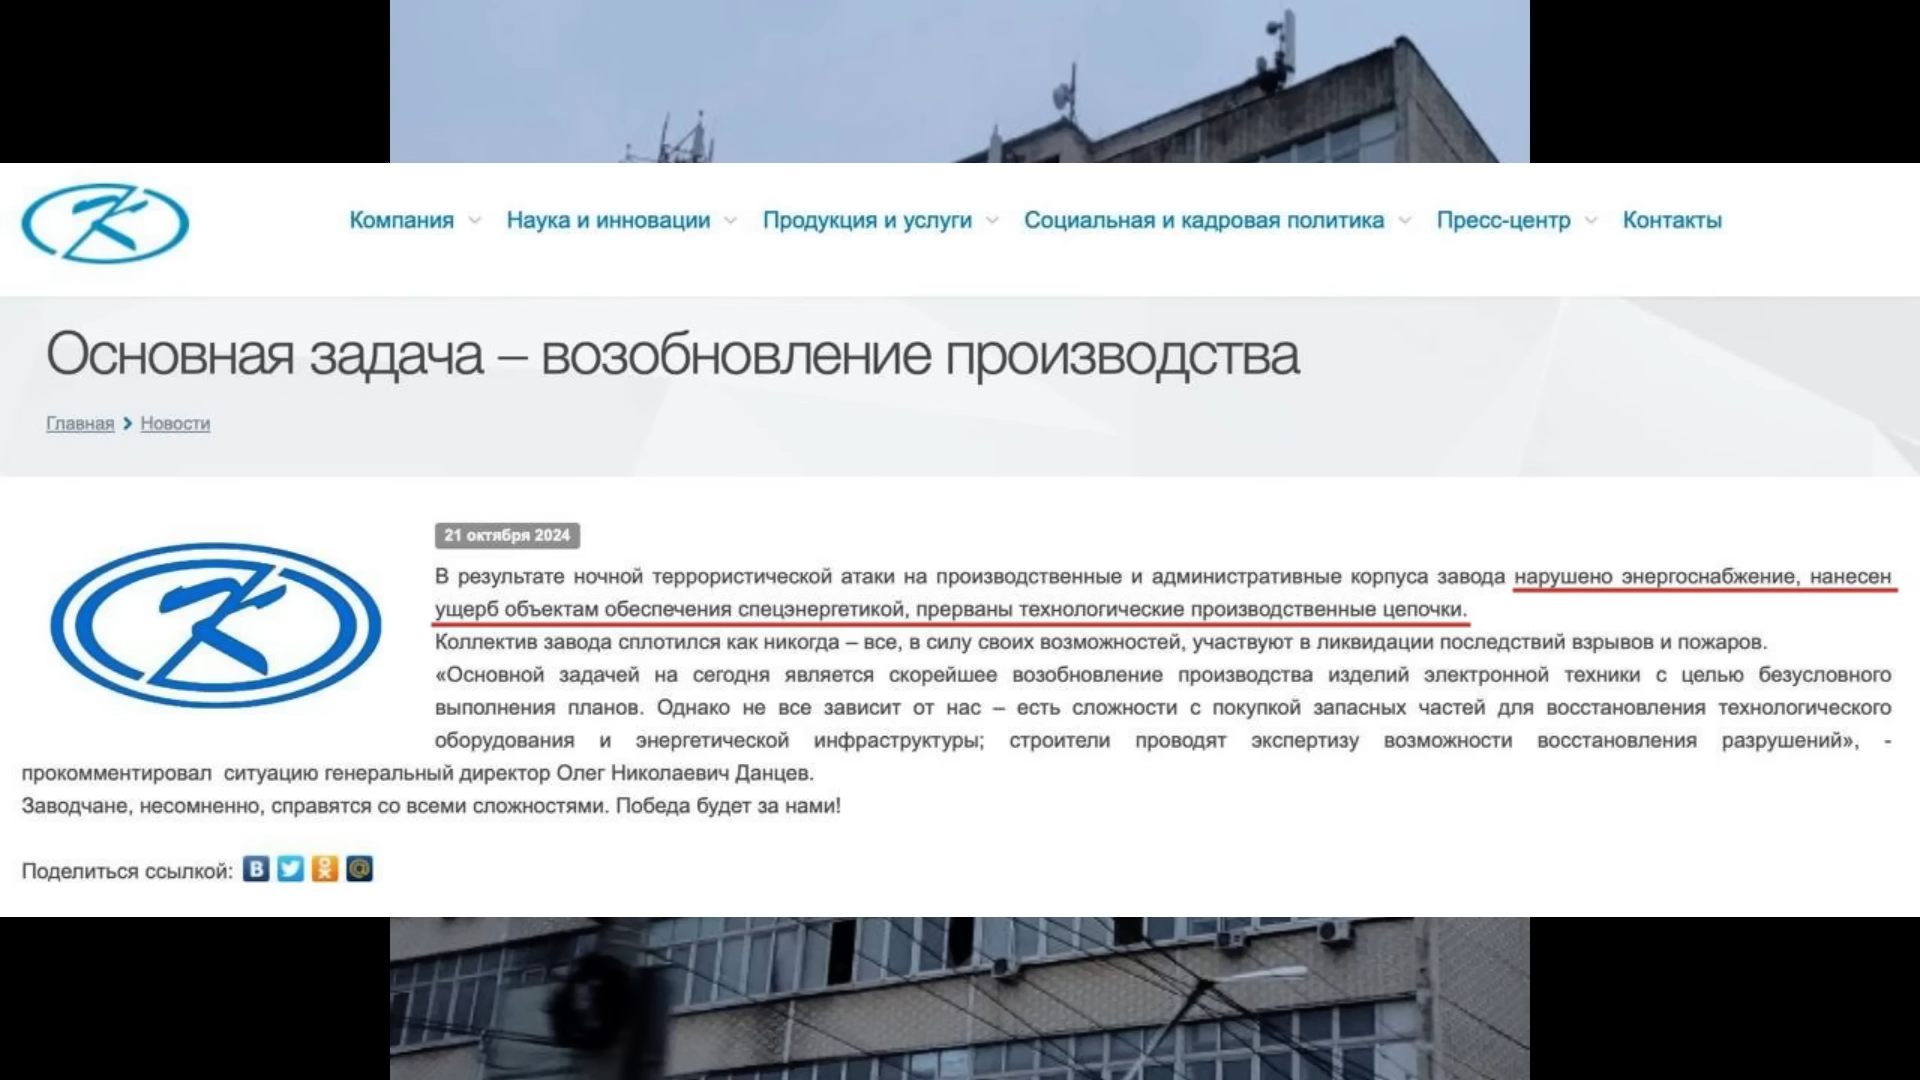 Компания Наука и инновации Продукция и услуги Социальная и кадровая политика Пресс-центр Контакты
Основная задача – возобновление производства
Главная Новости
21 октября 2024
В результате ночной террористической атаки на производственные и административные корпуса завода нарушено энергоснабжение, нанесен
ущерб объектам обеспечения спецэнергетикой, прерваны технологические производственные цепочки.
Коллектив завода сплотился как никогда – все, в силу своих возможностей, участвуют в ликвидации последствий взрывов и пожаров.
«Основной задачей на сегодня является скорейшее возобновление производства изделий электронной техники с целью безусловного
выполнения планов. Однако не все зависит от нас – есть сложности с покупкой запасных частей для восстановления технологического
оборудования и энергетической инфраструктуры; строители проводят экспертизу возможности восстановления разрушений», -
прокомментировал ситуацию генеральный директор Олег Николаевич Данцев.
Заводчане, несомненно, справятся со всеми сложностями. Победа будет за нами!
Поделиться ссылкой: